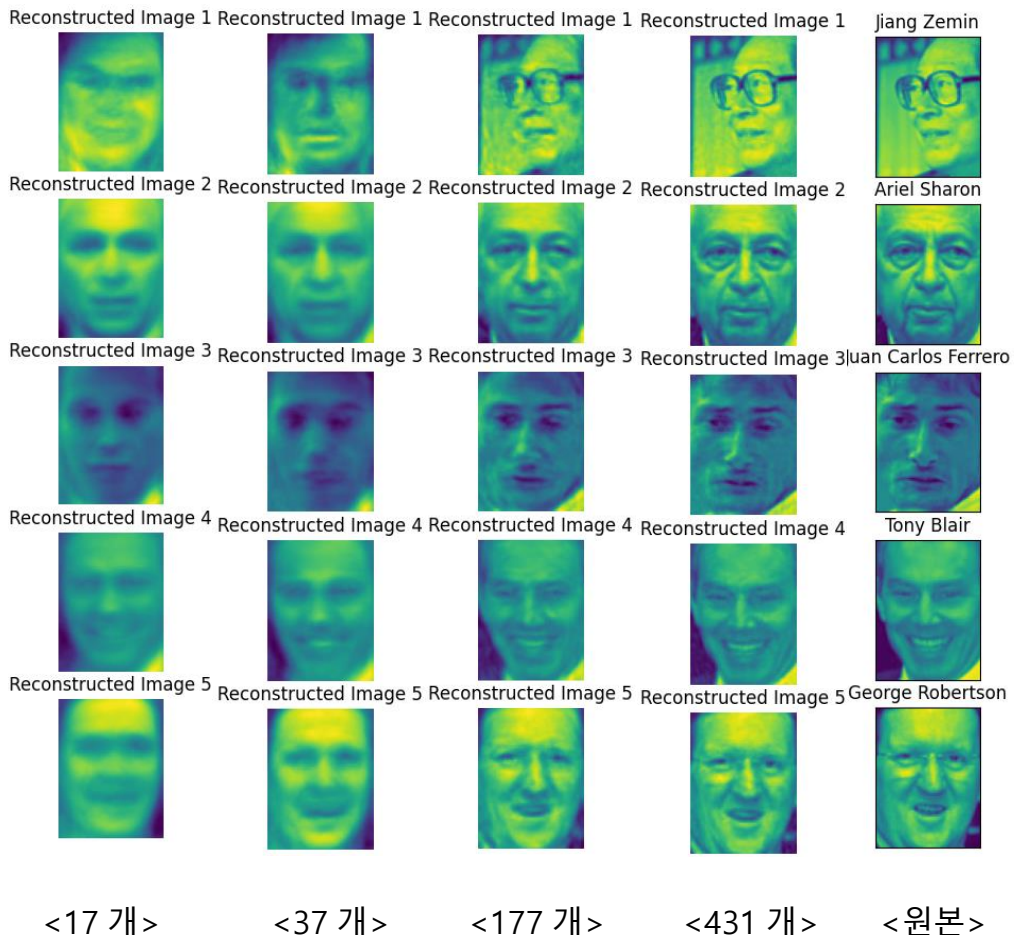 Reconstructed Image 1 Reconstructed Image 1 Reconstructed Image 1 Reconstructed Image 1 Jiang Zemin
Reconstructed Image 2 Reconstructed Image 2 Reconstructed Image 2 Reconstructed Image 2 Ariel Sharon
Reconstructed Image 3 Reconstructed Image 3 Reconstructed Image 3 Reconstructed Image 3 Juan Carlos Ferrero
Reconstructed Image 4 Reconstructed Image 4 Reconstructed Image 4 Reconstructed Image 4 Tony Blair
Reconstructed Image 5 Reconstructed Image 5 Reconstructed Image 5 Reconstructed Image 5 George Robertson
<17 개> <37 개> <177 개> <431 개> <원본>